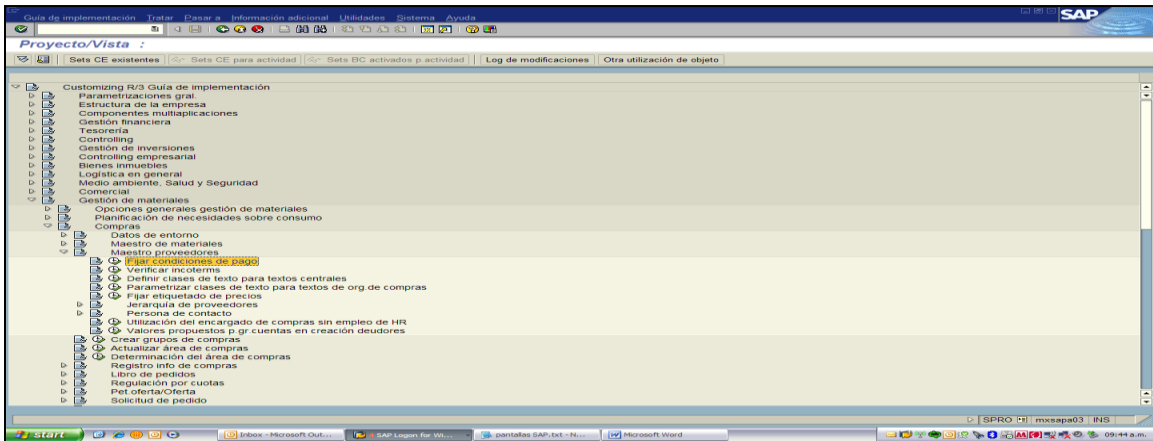 Guía de implementación Tratar Pasar a Información adicional Utilidades Sistema Ayuda
SAP
Proyecto/Vista :
Sets CE existentes Sets CE para actividad Sets BC activados p.actividad Log de modificaciones Otra utilización de objeto
Customizing R/3 Guía de implementación
Parametrizaciones gral.
Estructura de la empresa
Componentes multiaplicaciones
Gestión financiera
Tesorería
Controlling
Gestión de inversiones
Controlling empresarial
Bienes inmuebles
Logística en general
Medio ambiente, Salud y Seguridad
Comercial
Gestión de materiales
Opciones generales gestión de materiales
Planificación de necesidades sobre consumo
Compras
Datos de entorno
Maestro de materiales
Maestro proveedores
Fijar condiciones de pago
Verificar incoterms
Definir clases de texto para textos centrales
Parametrizar clases de texto para textos de org.de compras
Fijar etiquetado de precios
Jerarquía de proveedores
Persona de contacto
Utilización del encargado de compras sin empleo de HR
Valores propuestos p.gr.cuentas en creación deudores
Crear grupos de compras
Actualizar área de compras
Determinación del área de compras
Registro info de compras
Libro de pedidos
Regulación por cuotas
Pet.oferta/Oferta
Solicitud de pedido
SPRO mxsapa03 INS
start Inbox - Microsoft Out... SAP Logon for Wi... pantallas SAP.txt - N... Microsoft Word 09:44 a.m.